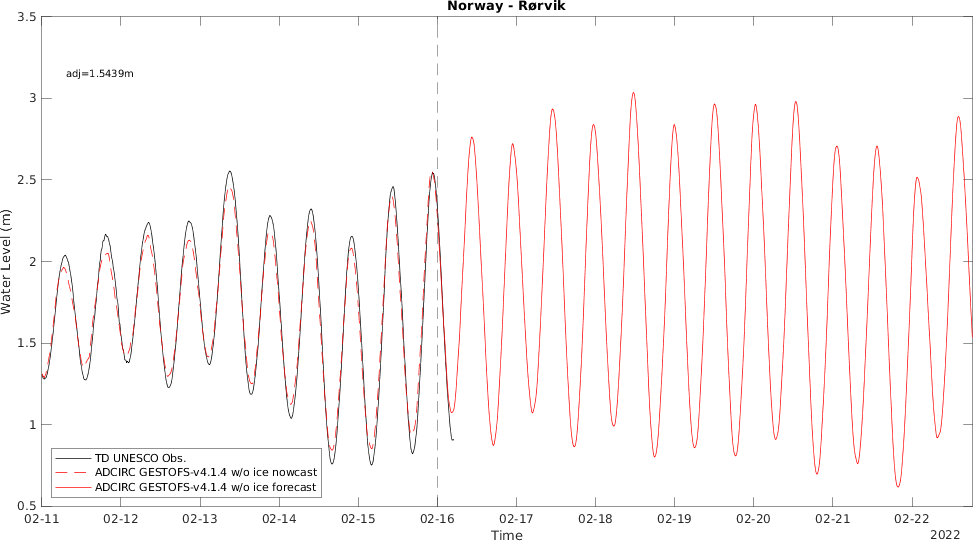 Norway - Rørvik
adj=1.5439m
Water Level (m)
3.5
3
2.5
2
1.5
1
0.5
TD UNESCO Obs.
ADCIRC GESTOFS-v4.1.4 w/o ice nowcast
ADCIRC GESTOFS-v4.1.4 w/o ice forecast
02-11 02-12 02-13 02-14 02-15 02-16 02-17 02-18 02-19 02-20 02-21 02-22
Time
2022